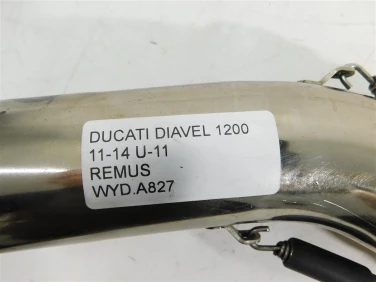 DUCATI DIAVEL 1200
11-14 U-11
REMUS
WYD.A827